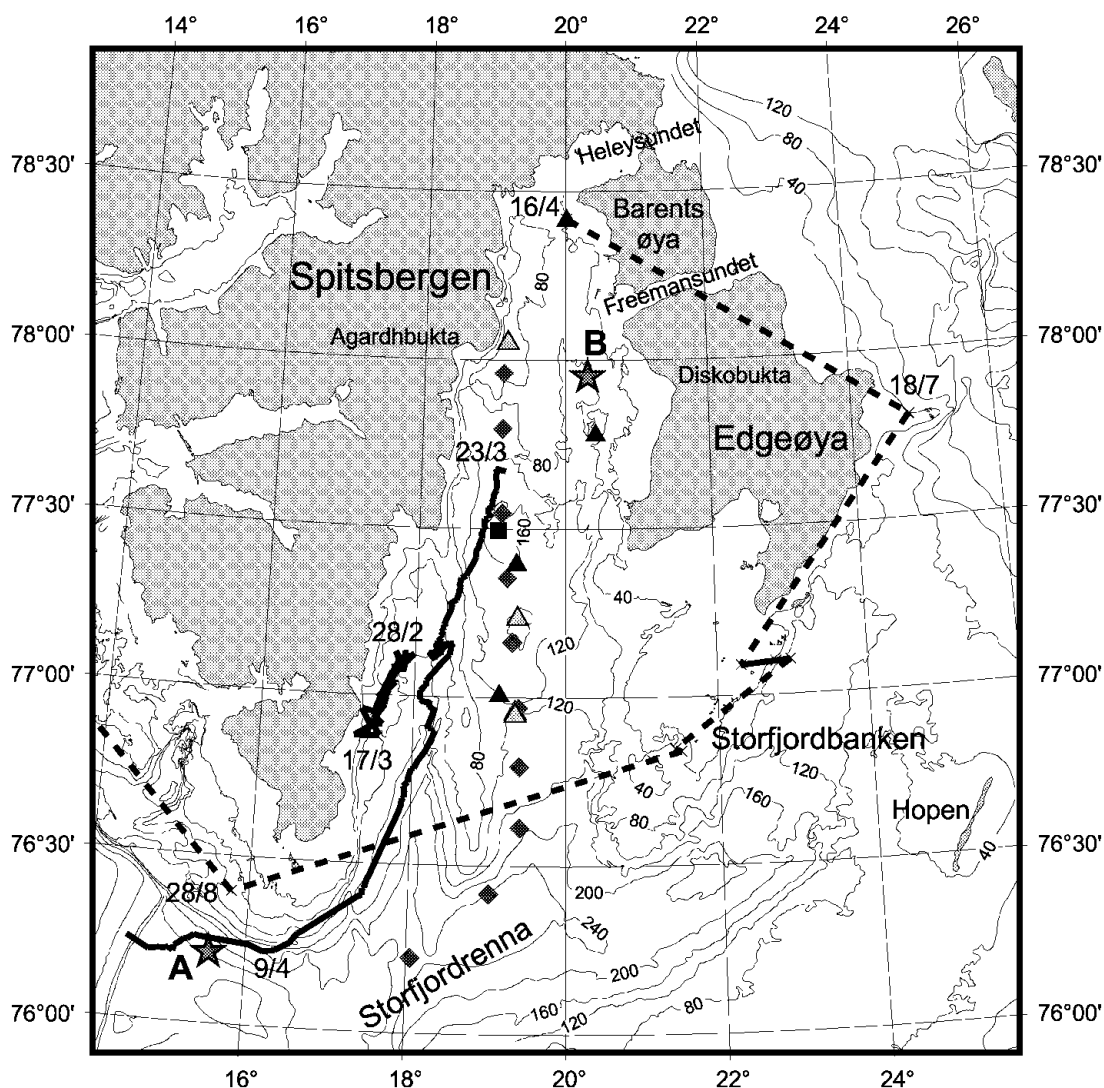 14° 16° 18° 20° 22° 24° 26°
120
80
40
Heleysundet
78°30' 78°30'
16/4
Barents
øya
Spitsbergen
80
Freemansundet
78°00' 78°00'
Agardhbukta
B
Diskobukta
18/7
Edgeøya
23/3
80
77°30' 77°30'
160
40
28/2
120
77°00' 77°00'
120
Storfjordbanken
17/3
80
120
40
160
80
Hopen
76°30' 76°30'
40
28/8
200
200
240
A
9/4
Storfjordrenna
200
160
80
120
76°00' 76°00'
16° 18° 20° 22° 24°